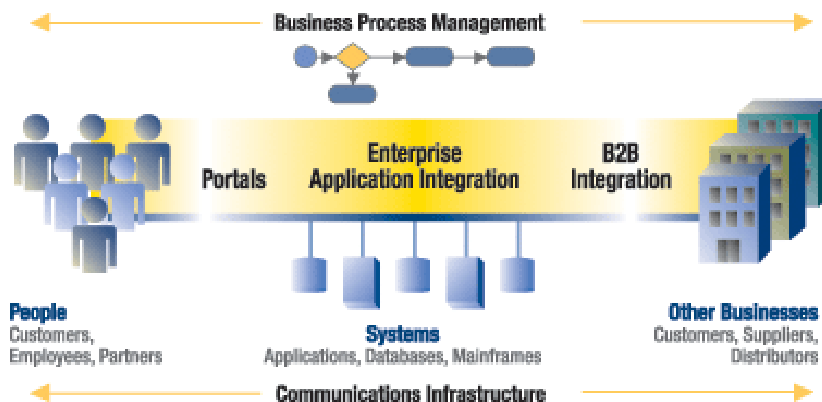 Business Process Management
Portals
Enterprise
Application Integration
B2B
Integration
People
Customers,
Employees, Partners
Systems
Applications, Databases, Mainframes
Other Businesses
Customers, Suppliers,
Distributors
Communications Infrastructure